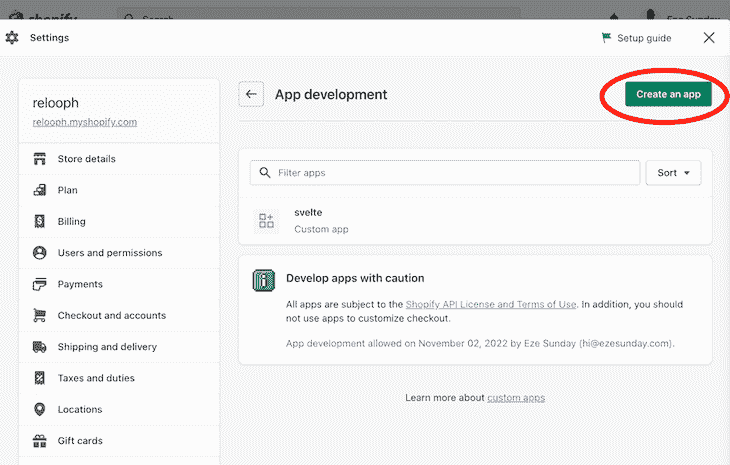 shopify
Search
Eze Sunday
Settings
Setup guide
relooph
reloooph.myshopify.com
App development
Create an app
Store details
Plan
Billing
Users and permissions
Payments
Checkout and accounts
Shipping and delivery
Taxes and duties
Locations
Gift cards
Filter apps
Sort
svelte
Custom app
Develop apps with caution
All apps are subject to the Shopify API License and Terms of Use. In addition, you should
not use apps to customize checkout.
App development allowed on November 02, 2022 by Eze Sunday (hi@ezesunday.com).
Learn more about custom apps